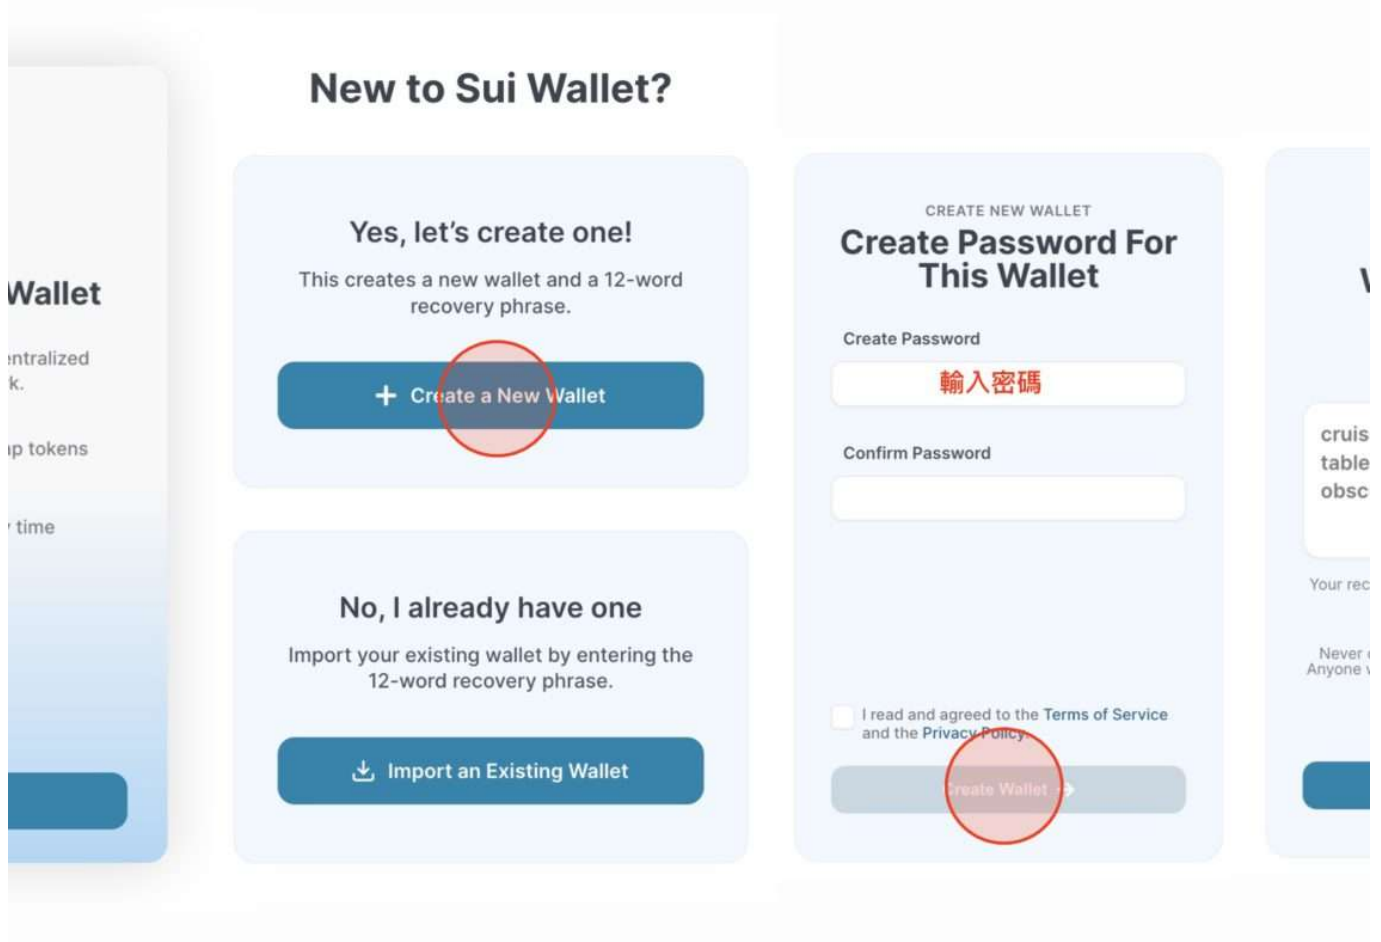 Wallet
k.
tokens
time
New to Sui Wallet?
Yes, let's create one!
This creates a new wallet and a 12-word
recovery phrase.
+ Create a New Wallet
No, I already have one
Import your existing wallet by entering the
12-word recovery phrase.
Import an Existing Wallet
CREATE NEW WALLET
Create Password For
This Wallet
Create Password
輸入密碼
Confirm Password
I read and agreed to the Terms of Service
and the Privacy Policy.
Create Wallet →
table
Your
Never
Anyone